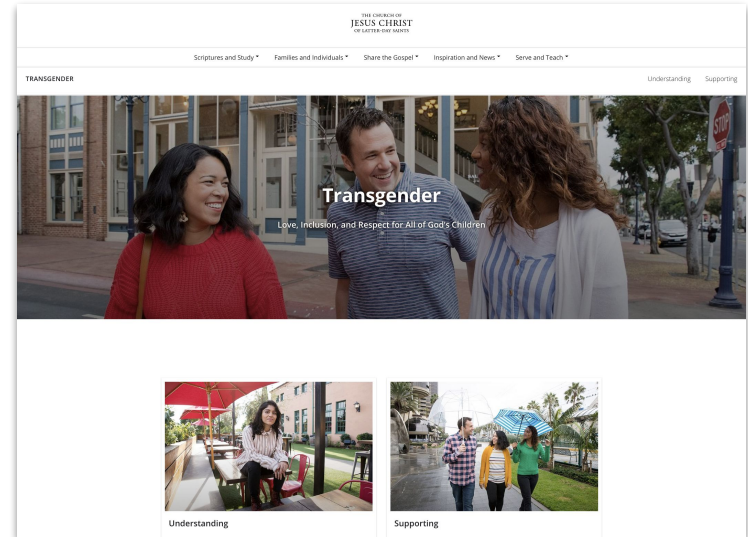 THE CHURCH OF
JESUS CHRIST
OF LATTER-DAY SAINTS
Scriptures and Study Families and Individuals Share the Gospel Inspiration and News Serve and Teach
TRANSGENDER Understanding Supporting
STOP
Transgender
Love, Inclusion, and Respect for All of God's Children
Understanding Supporting